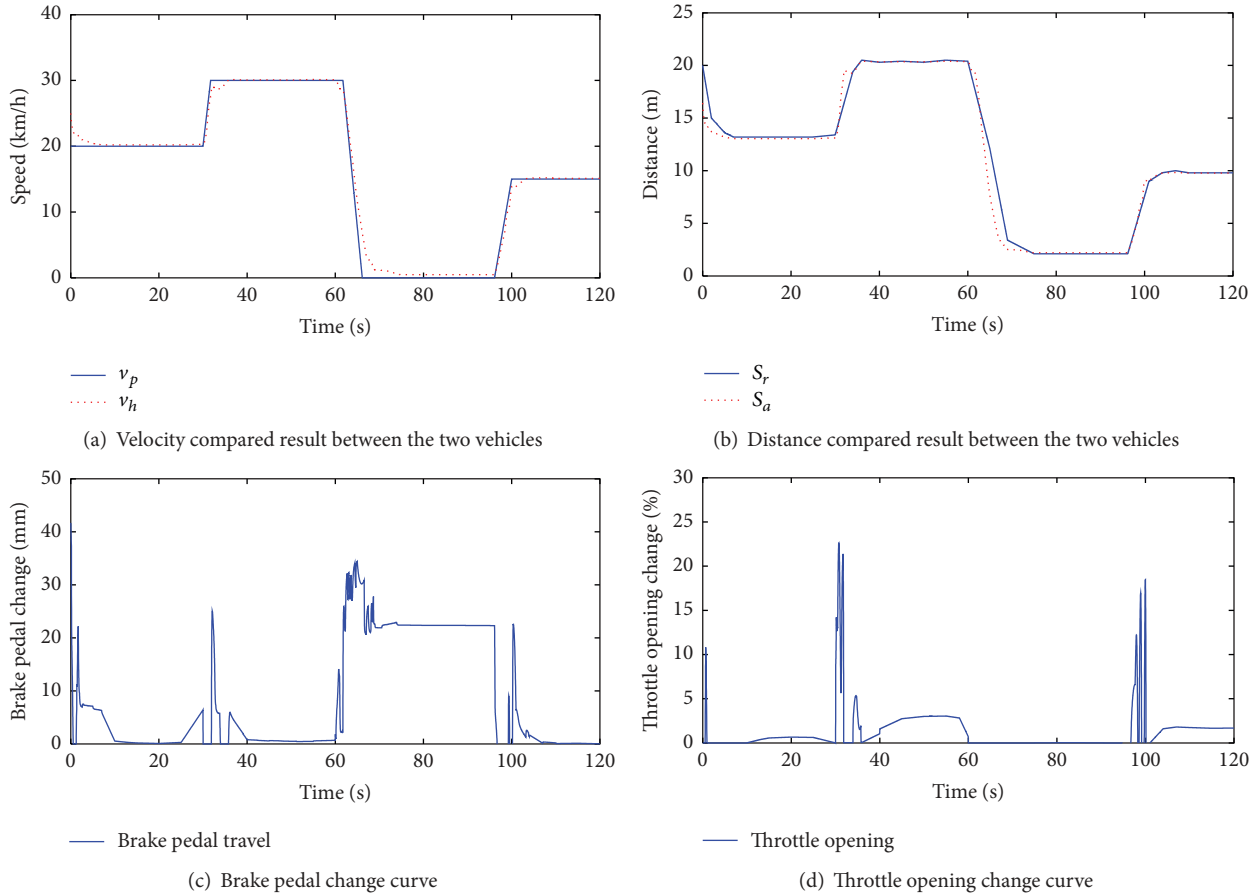 40
30
20
10
0
Speed (km/h)
0 20 40 60 80 100 120
Time (s)
v_p
v_h
(a) Velocity compared result between the two vehicles
25
20
15
10
5
0
Distance (m)
0 20 40 60 80 100 120
Time (s)
S_r
S_a
(b) Distance compared result between the two vehicles
50
40
30
20
10
0
Brake pedal change (mm)
0 20 40 60 80 100 120
Time (s)
Brake pedal travel
(c) Brake pedal change curve
30
25
20
15
10
5
0
Throttle opening change (%)
0 20 40 60 80 100 120
Time (s)
Throttle opening
(d) Throttle opening change curve